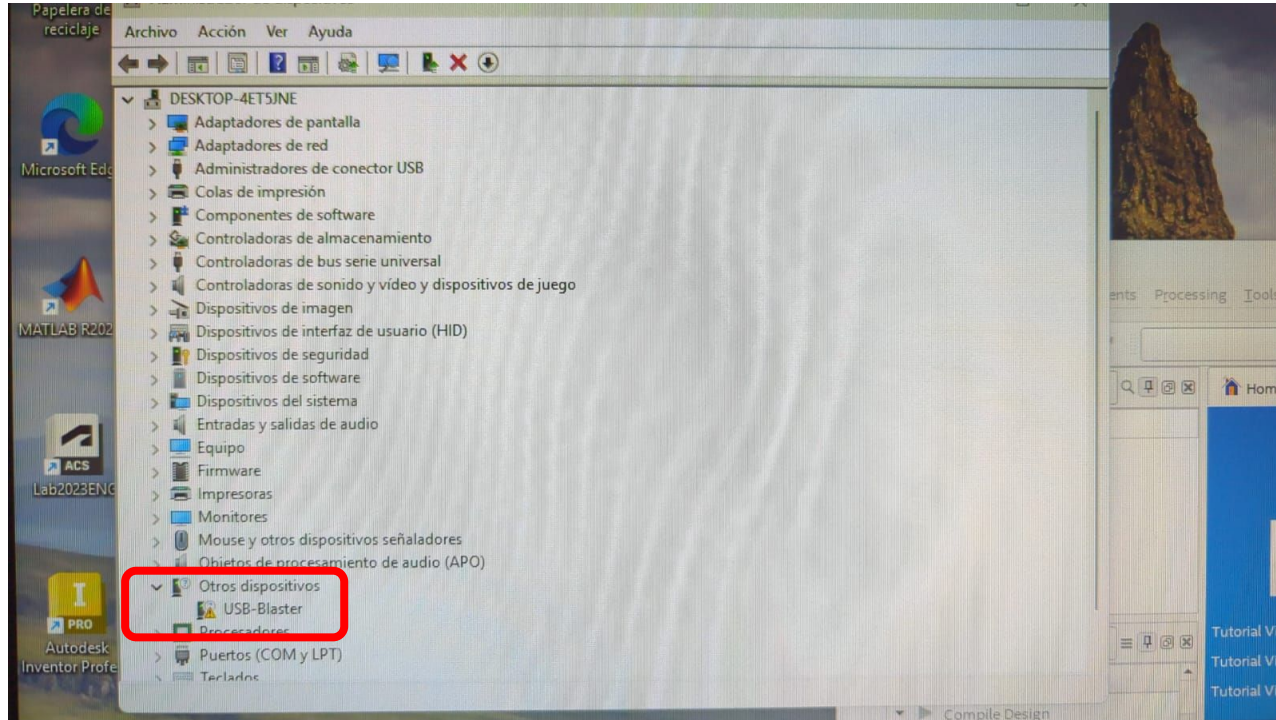 Papelera de
reciclaje
Archivo Acción Ver Ayuda
DESKTOP-4ET5JNE
Adaptadores de pantalla
Adaptadores de red
Administradores de conector USB
Colas de impresión
Componentes de software
Controladoras de almacenamiento
Controladoras de bus serie universal
Controladoras de sonido y vídeo y dispositivos de juego
Dispositivos de imagen
Dispositivos de interfaz de usuario (HID)
Dispositivos de seguridad
Dispositivos de software
Dispositivos del sistema
Entradas y salidas de audio
Equipo
Firmware
Impresoras
Monitores
Mouse y otros dispositivos señaladores
Objetos de procesamiento de audio (APO)
Otros dispositivos
USB-Blaster
Procesadores
Puertos (COM y LPT)
Teclados
Microsoft Edg
MATLAB R202
ACS
Lab2023ENG
I
PRO
Autodesk
Inventor Profe
ents Processing Tools
Hom
Tutorial Vi
Tutorial Vi
Tutorial Vi
Compile Design